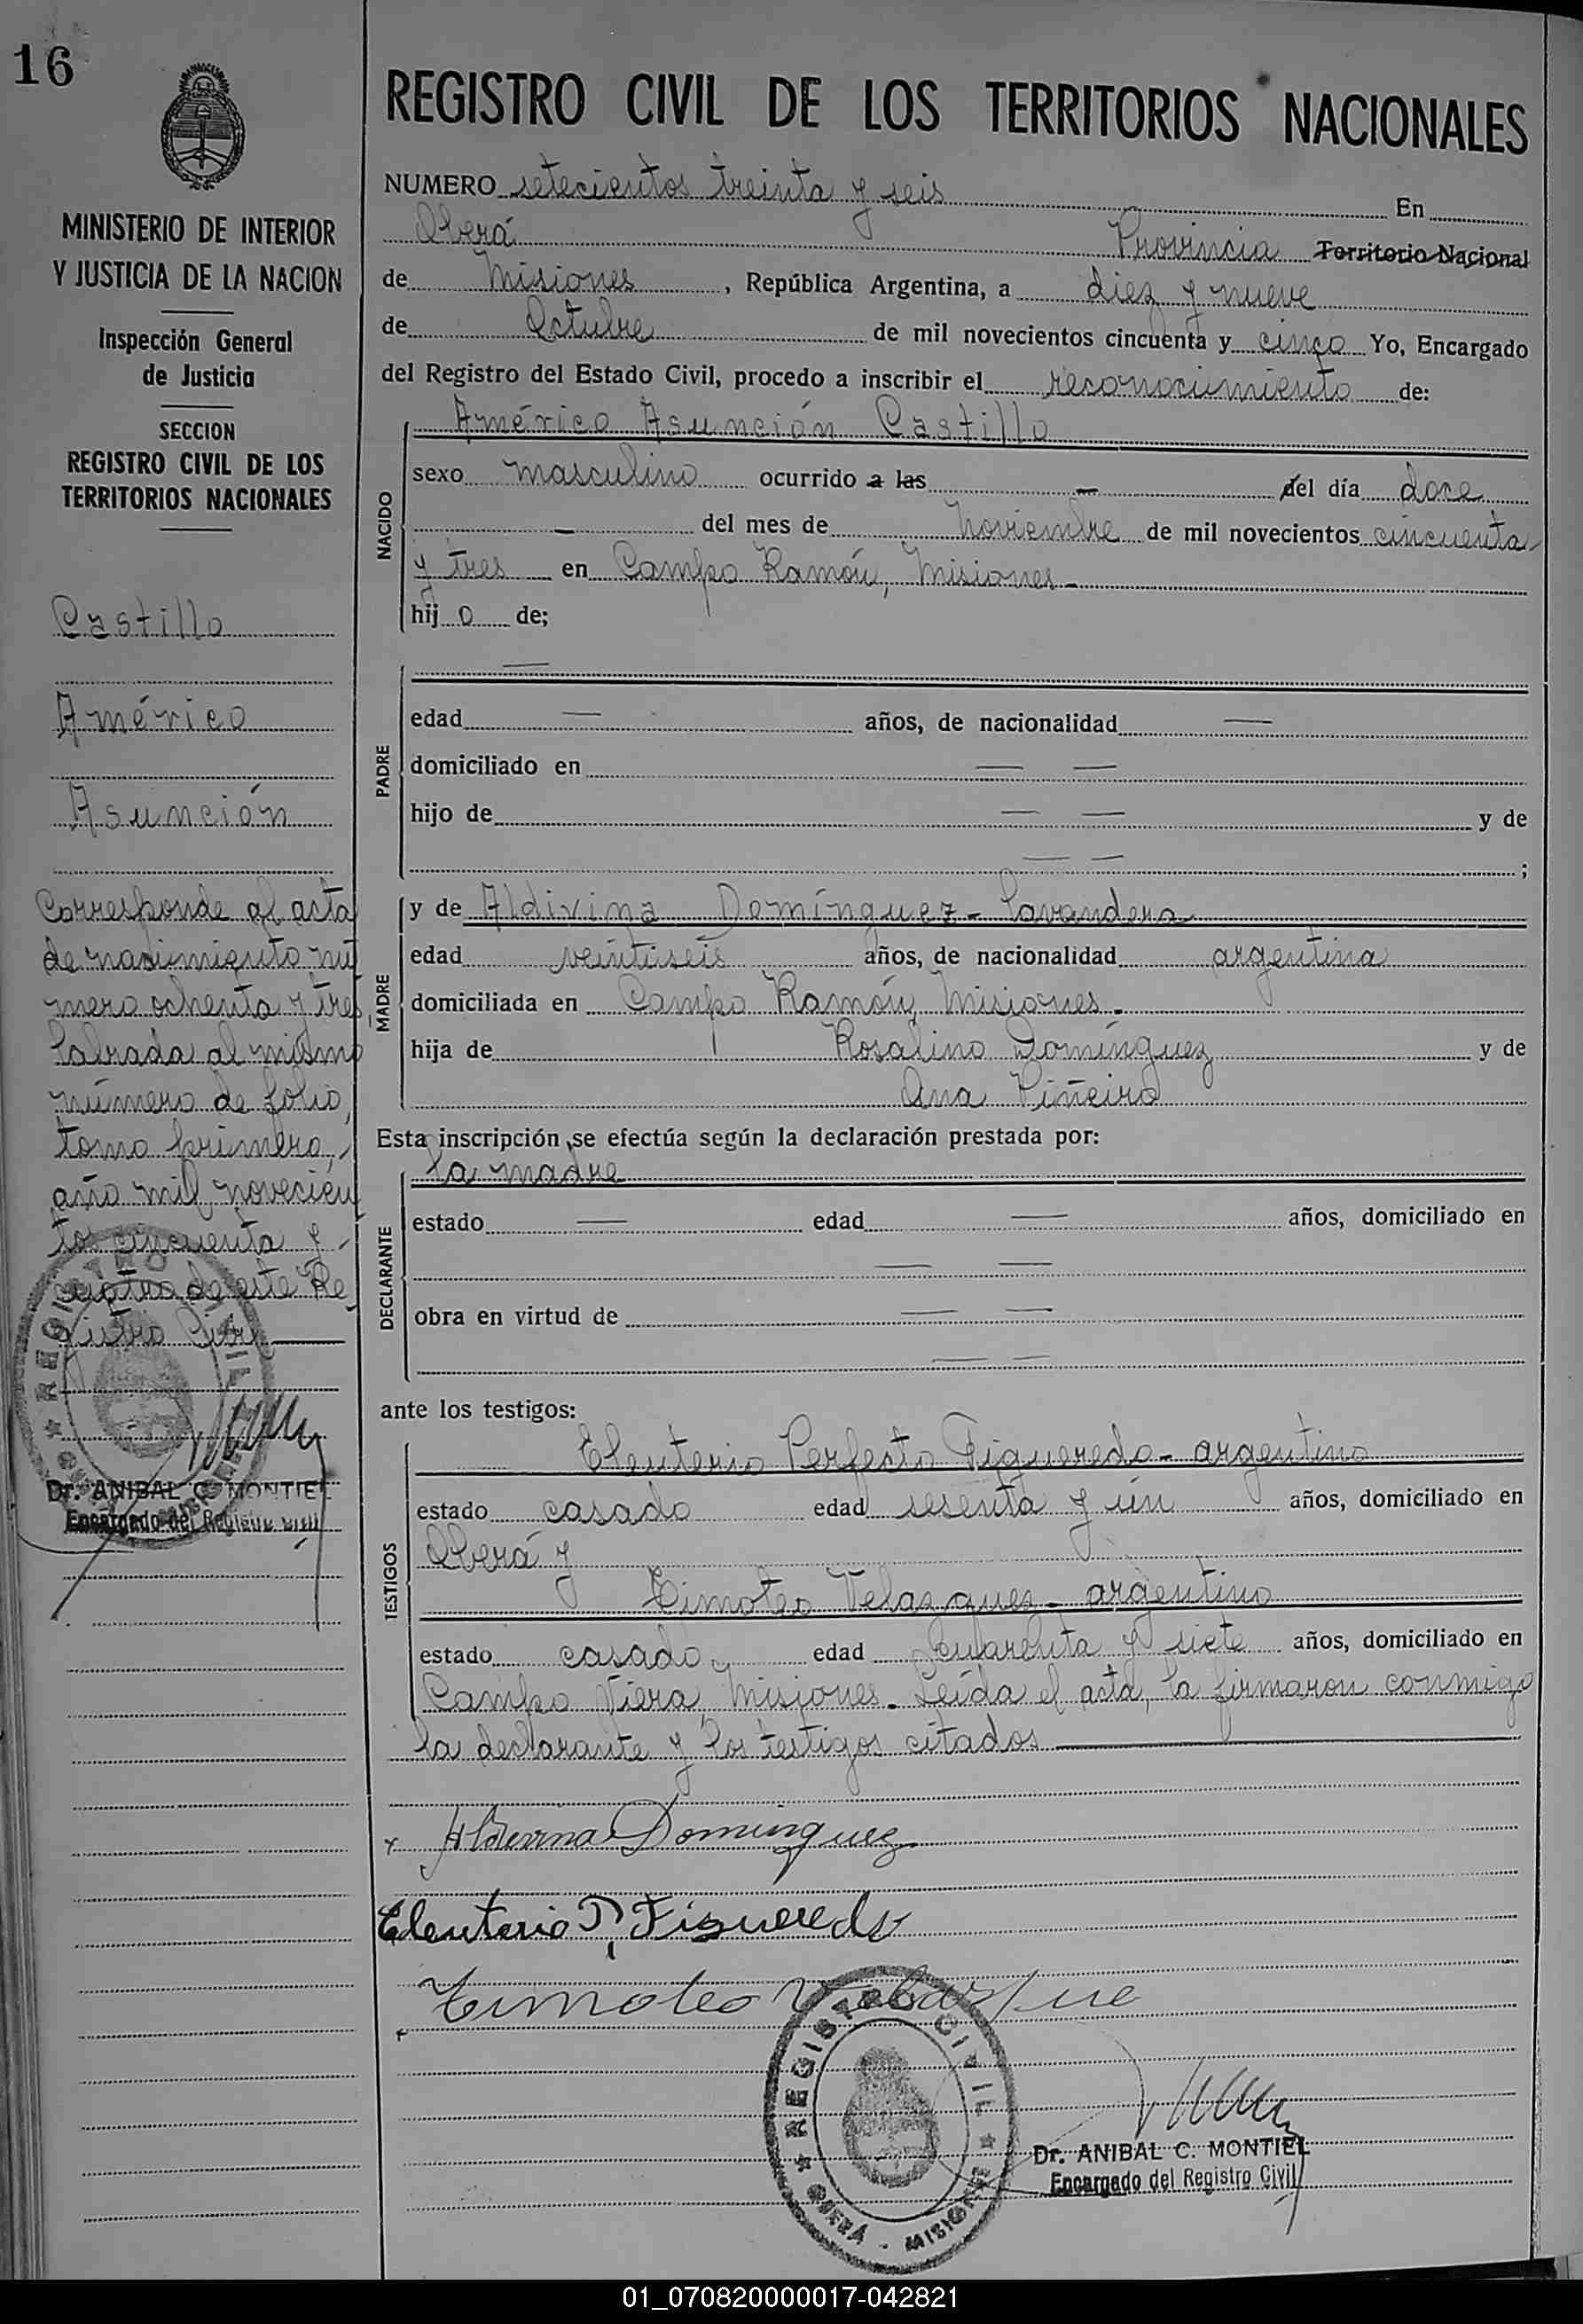 16
REGISTRO CIVIL DE LOS TERRITORIOS NACIONALES
MINISTERIO DE INTERIOR
Y JUSTICIA DE LA NACION
Inspección General
de Justicia
SECCION
REGISTRO CIVIL DE LOS
TERRITORIOS NACIONALES
Castillo
Américo
Asunción
Corresponde al acta
de nacimiento nú
mero ochenta y tres
labrada al mismo
número de folio,
tomo primero,
año mil novecien
tos cincuenta y
cuatro de este Re
gistro Civil
REGISTRO CIVIL
Dr. ANIBAL C. MONTIEL
Encargado del Registro Civil
NUMERO setecientos treinta y seis En
Oberá Provincia Territorio Nacional
de Misiones, República Argentina, a diez y nueve
de Octubre de mil novecientos cincuenta y cinco Yo, Encargado
del Registro del Estado Civil, procedo a inscribir el reconocimiento de:
NACIDO
Américo Asunción Castillo
sexo masculino ocurrido a las — del día doce
— del mes de Noviembre de mil novecientos cincuenta
y tres en Campo Ramón, Misiones-
hij o de;
PADRE
—
edad — años, de nacionalidad —
domiciliado en — —
hijo de — — y de
— — ;
MADRE
y de Aldivina Domínguez - Lavandera
edad veintiseis años, de nacionalidad argentina
domiciliada en Campo Ramón, Misiones.
hija de Rosalino Domínguez y de
Ana Piñeiro
Esta inscripción se efectúa según la declaración prestada por:
DECLARANTE
la madre
estado — edad — años, domiciliado en
— —
obra en virtud de — —
— —
ante los testigos:
TESTIGOS
Eleuterio Perfecto Figueredo - argentino
estado casado edad sesenta y ún años, domiciliado en
Oberá y
Timoteo Velazquez - argentino
estado casado edad cuarenta y siete años, domiciliado en
Campo Viera, Misiones. Leída el acta, la firmaron conmigo
la declarante y los testigos citados
Aldivina Dominguez
Eleuterio P. Figueredo
Timoteo Velasque
REGISTRO CIVIL
OBERÁ - MISIONES
Dr. ANIBAL C. MONTIEL
Encargado del Registro Civil
01_070820000017-042821